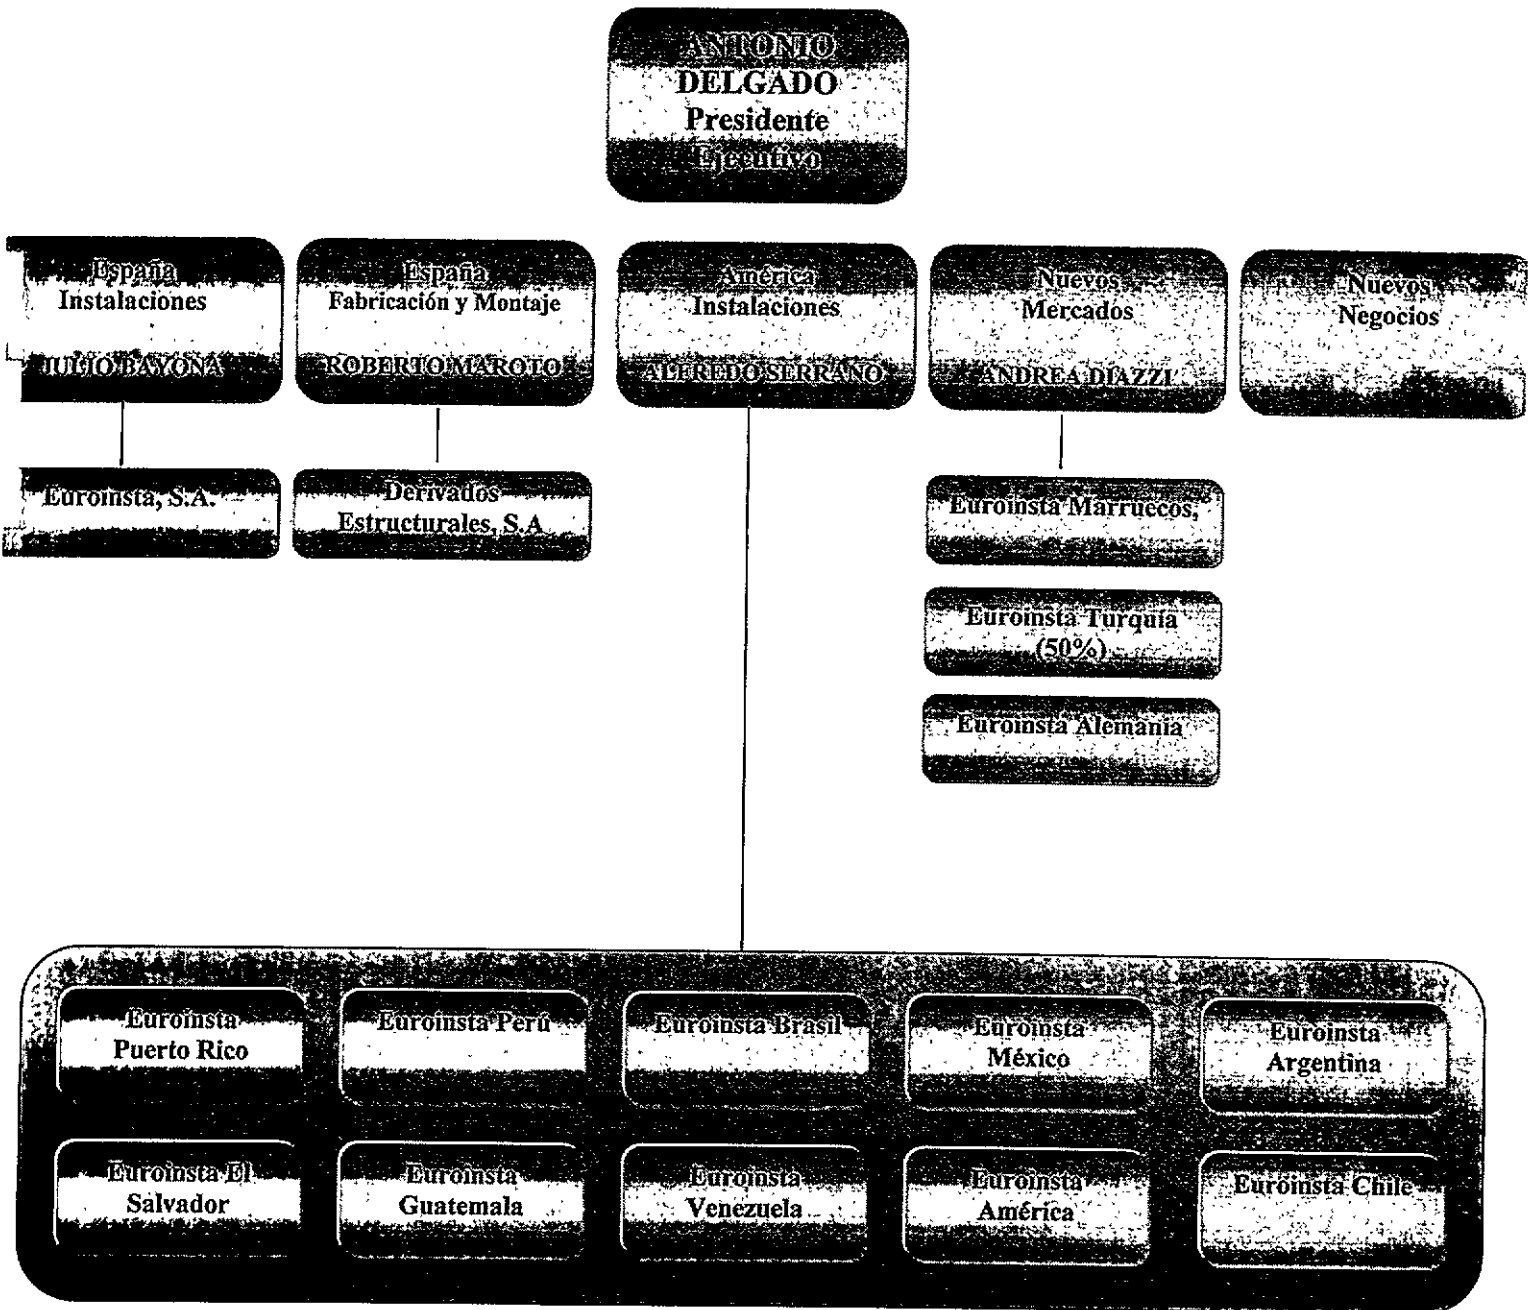 ANTONIO
DELGADO
Presidente
Ejecutivo
España
Instalaciones
JULIO BAYONA
España
Fabricación y Montaje
ROBERTO MAROTO
América
Instalaciones
ALFREDO SERRANO
Nuevos
Mercados
ANDREA DIAZZI
Nuevos
Negocios
Euroinsta, S.A.
Derivados
Estructurales, S.A
Euroinsta Marruecos,
Euroinsta Turquía
(50%)
Euroinsta Alemania
Euroinsta
Puerto Rico
Euroinsta Perú
Euroinsta Brasil
Euroinsta
México
Euroinsta
Argentina
Euroinsta El
Salvador
Euroinsta
Guatemala
Euroinsta
Venezuela
Euroinsta
América
Euroinsta Chile